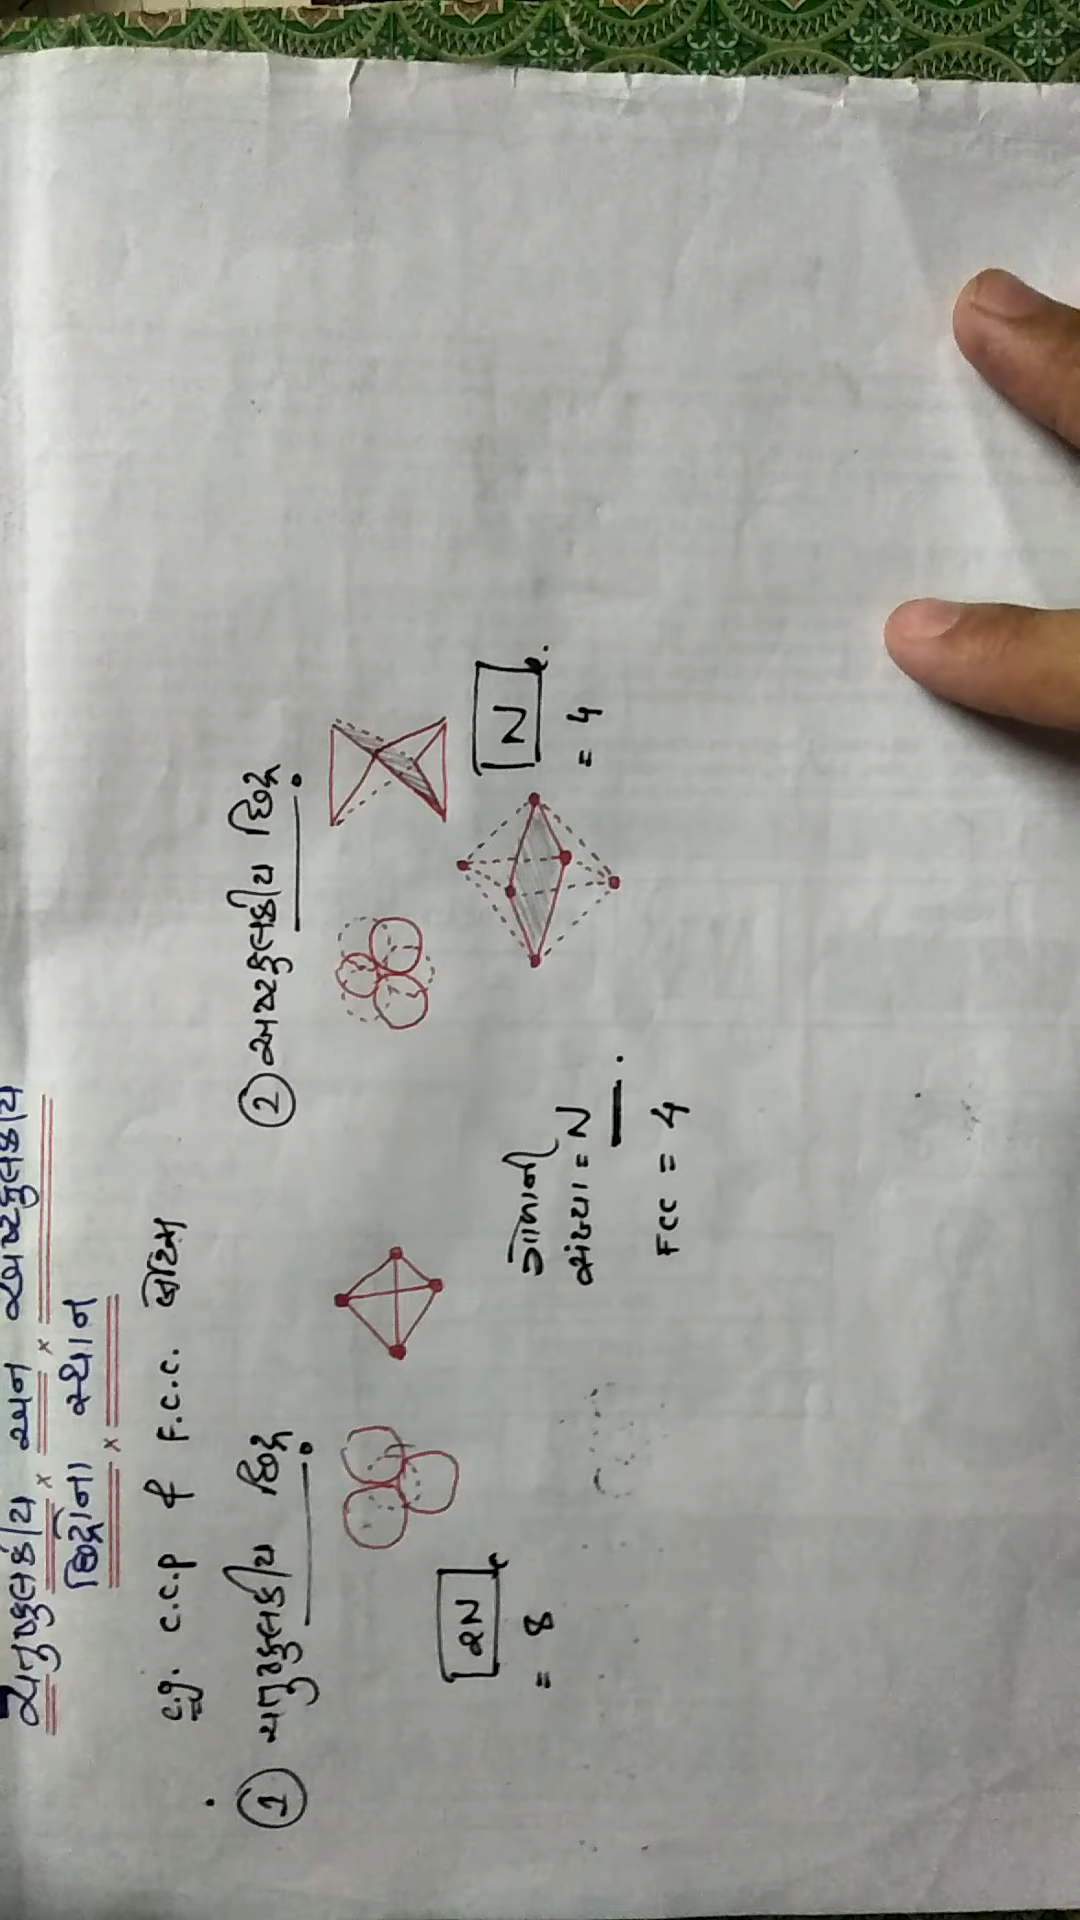 ચતુષ્ફલકીય અને અષ્ટફલકીય
છિદ્રોના સ્થાન
e.g. C.C.P & F.C.C. જાલિમ
① ચતુષ્ફલકીય છિદ્ર
2N
= 8
② અષ્ટફલકીય છિદ્ર
N
= 4
ગોળાની
સંખ્યા = N
FCC = 4